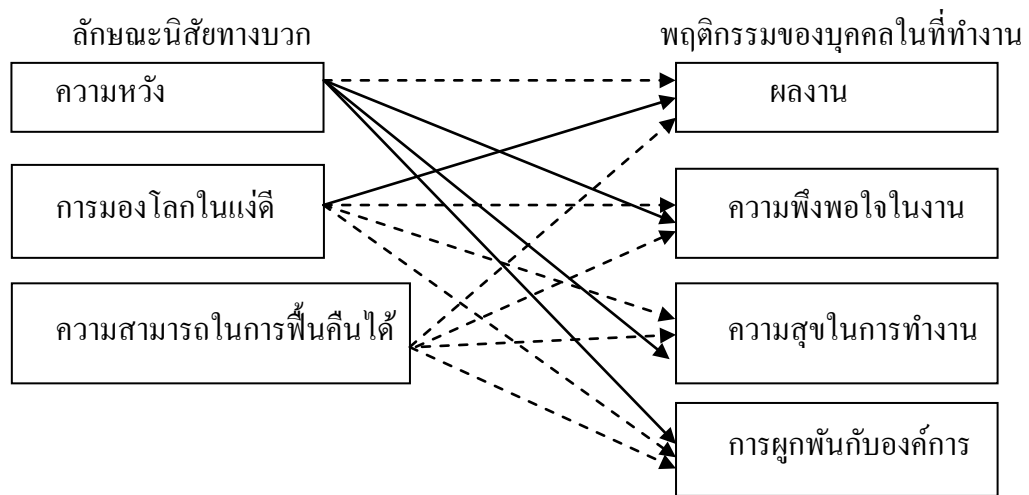 ลักษณะนิสัยทางบวก
พฤติกรรมของบุคคลในที่ทำงาน
ความหวัง
ผลงาน
การมองโลกในแง่ดี
ความพึงพอใจในงาน
ความสามารถในการฟื้นคืนได้
ความสุขในการทำงาน
การผูกพันกับองค์การ